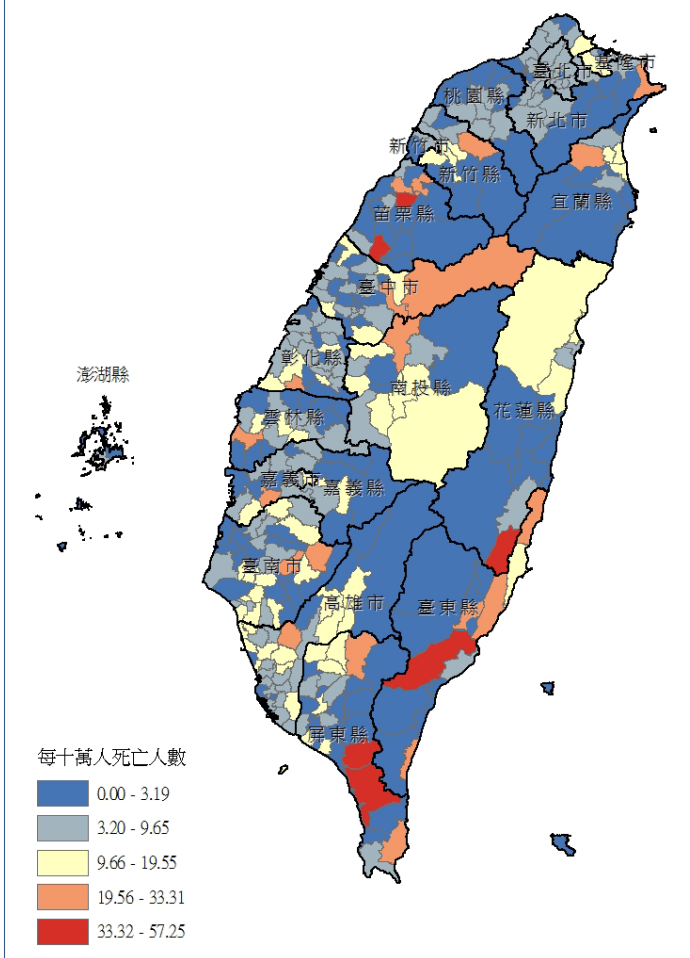 基隆市
臺北市
桃園縣
新北市
新竹市
新竹縣
宜蘭縣
苗栗縣
臺中市
彰化縣
澎湖縣
南投縣
花蓮縣
雲林縣
嘉義市
嘉義縣
臺南市
高雄市
臺東縣
屏東縣
每十萬人死亡人數
0.00 - 3.19
3.20 - 9.65
9.66 - 19.55
19.56 - 33.31
33.32 - 57.25